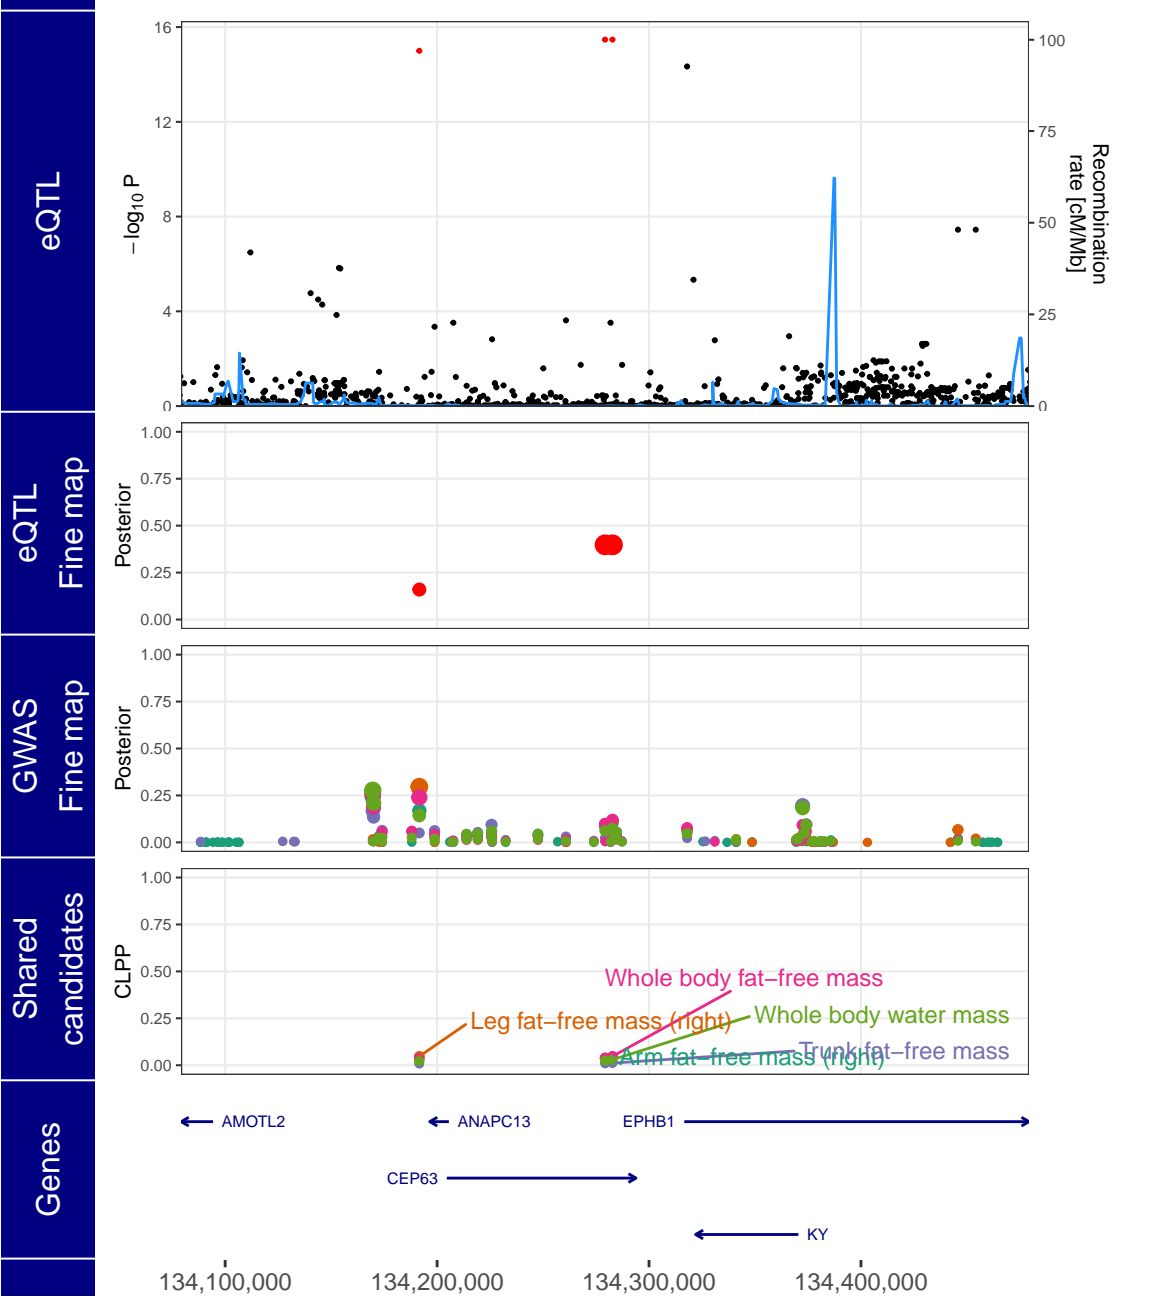 eQTL
−log10 P
16
12
8
4
0
100
75
50
25
0
Recombination
rate [cM/Mb]
eQTL
Fine map
Posterior
1.00
0.75
0.50
0.25
0.00
GWAS
Fine map
Posterior
1.00
0.75
0.50
0.25
0.00
Shared
candidates
CLPP
1.00
0.75
0.50
0.25
0.00
Whole body fat−free mass
Leg fat−free mass (right)
Whole body water mass
Trunk fat−free mass
Arm fat−free mass (right)
Genes
AMOTL2
ANAPC13
EPHB1
CEP63
KY
134,100,000
134,200,000
134,300,000
134,400,000